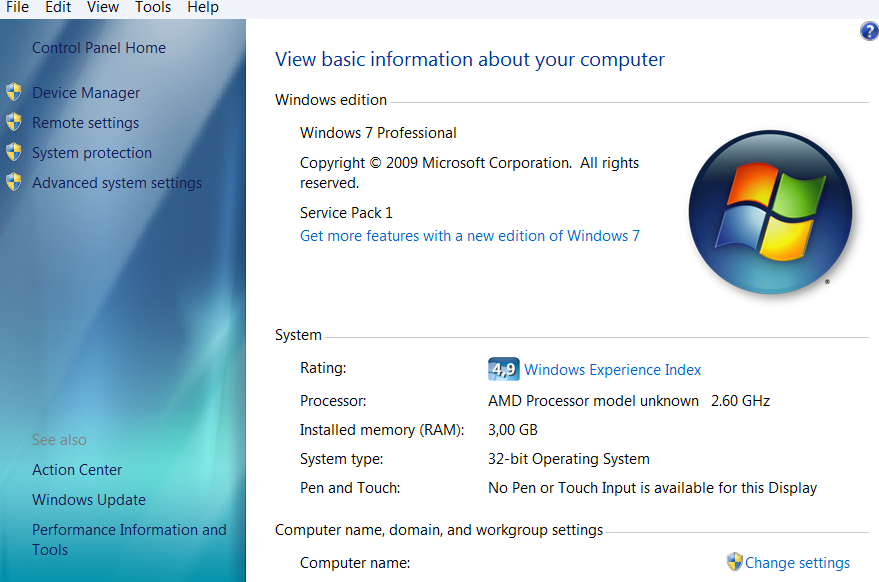 File Edit View Tools Help
Control Panel Home
Device Manager
Remote settings
System protection
Advanced system settings
See also
Action Center
Windows Update
Performance Information and
Tools
?
View basic information about your computer
Windows edition
Windows 7 Professional
Copyright © 2009 Microsoft Corporation. All rights
reserved.
Service Pack 1
Get more features with a new edition of Windows 7
®
System
Rating: 4,9 Windows Experience Index
Processor: AMD Processor model unknown 2.60 GHz
Installed memory (RAM): 3,00 GB
System type: 32-bit Operating System
Pen and Touch: No Pen or Touch Input is available for this Display
Computer name, domain, and workgroup settings
Computer name: Change settings